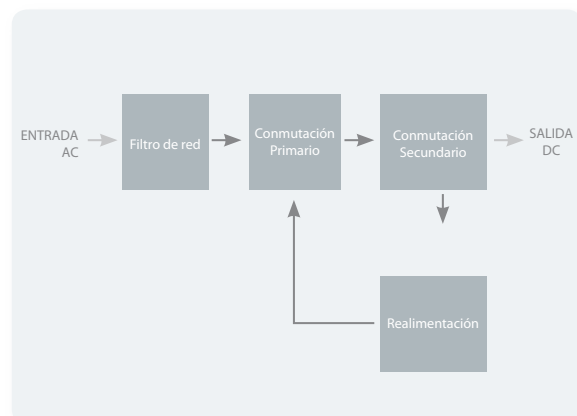 ENTRADA
AC
Filtro de red
Conmutación
Primario
Conmutación
Secundario
SALIDA
DC
Realimentación